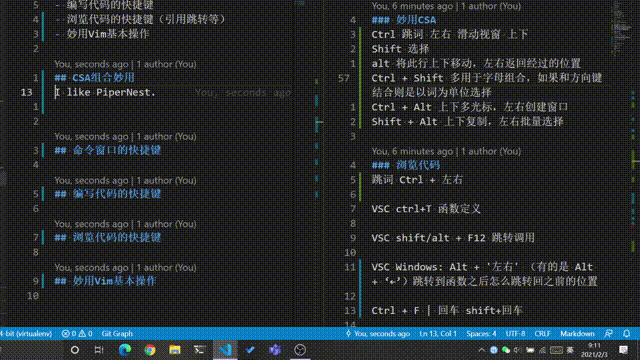 - 编写代码的快捷键
- 浏览代码的快捷键（引用跳转等）
- 妙用Vim基本操作
You, seconds ago | 1 author (You)
## CSA组合妙用
I like PiperNest.    You, seconds ago
You, seconds ago | 1 author (You)
## 命令窗口的快捷键
You, seconds ago | 1 author (You)
## 编写代码的快捷键
You, seconds ago | 1 author (You)
## 浏览代码的快捷键
You, seconds ago | 1 author (You)
## 妙用Vim基本操作
You, 6 minutes ago | 1 author (You)
### 妙用CSA
Ctrl 跳词 左右 滑动视窗 上下
Shift 选择
alt 将此行上下移动，左右返回经过的位置
Ctrl + Shift 多用于字母组合，如果和方向键
结合则是以词为单位选择
Ctrl + Alt 上下多光标，左右创建窗口
Shift + Alt 上下复制，左右批量选择
You, 6 minutes ago | 1 author (You)
### 浏览代码
跳词 Ctrl + 左右
VSC ctrl+T 函数定义
VSC shift/alt + F12 跳转调用
VSC Windows: Alt + '左右' （有的是 Alt
+ '←'）跳转到函数之后怎么跳转回之前的位置
Ctrl + F | 回车 shift+回车
4-bit (virtualenv) 0 0 Git Graph
You, seconds ago Ln 13, Col 1 Spaces: 4 UTF-8 CRLF Markdown
9:11
2021/2/3